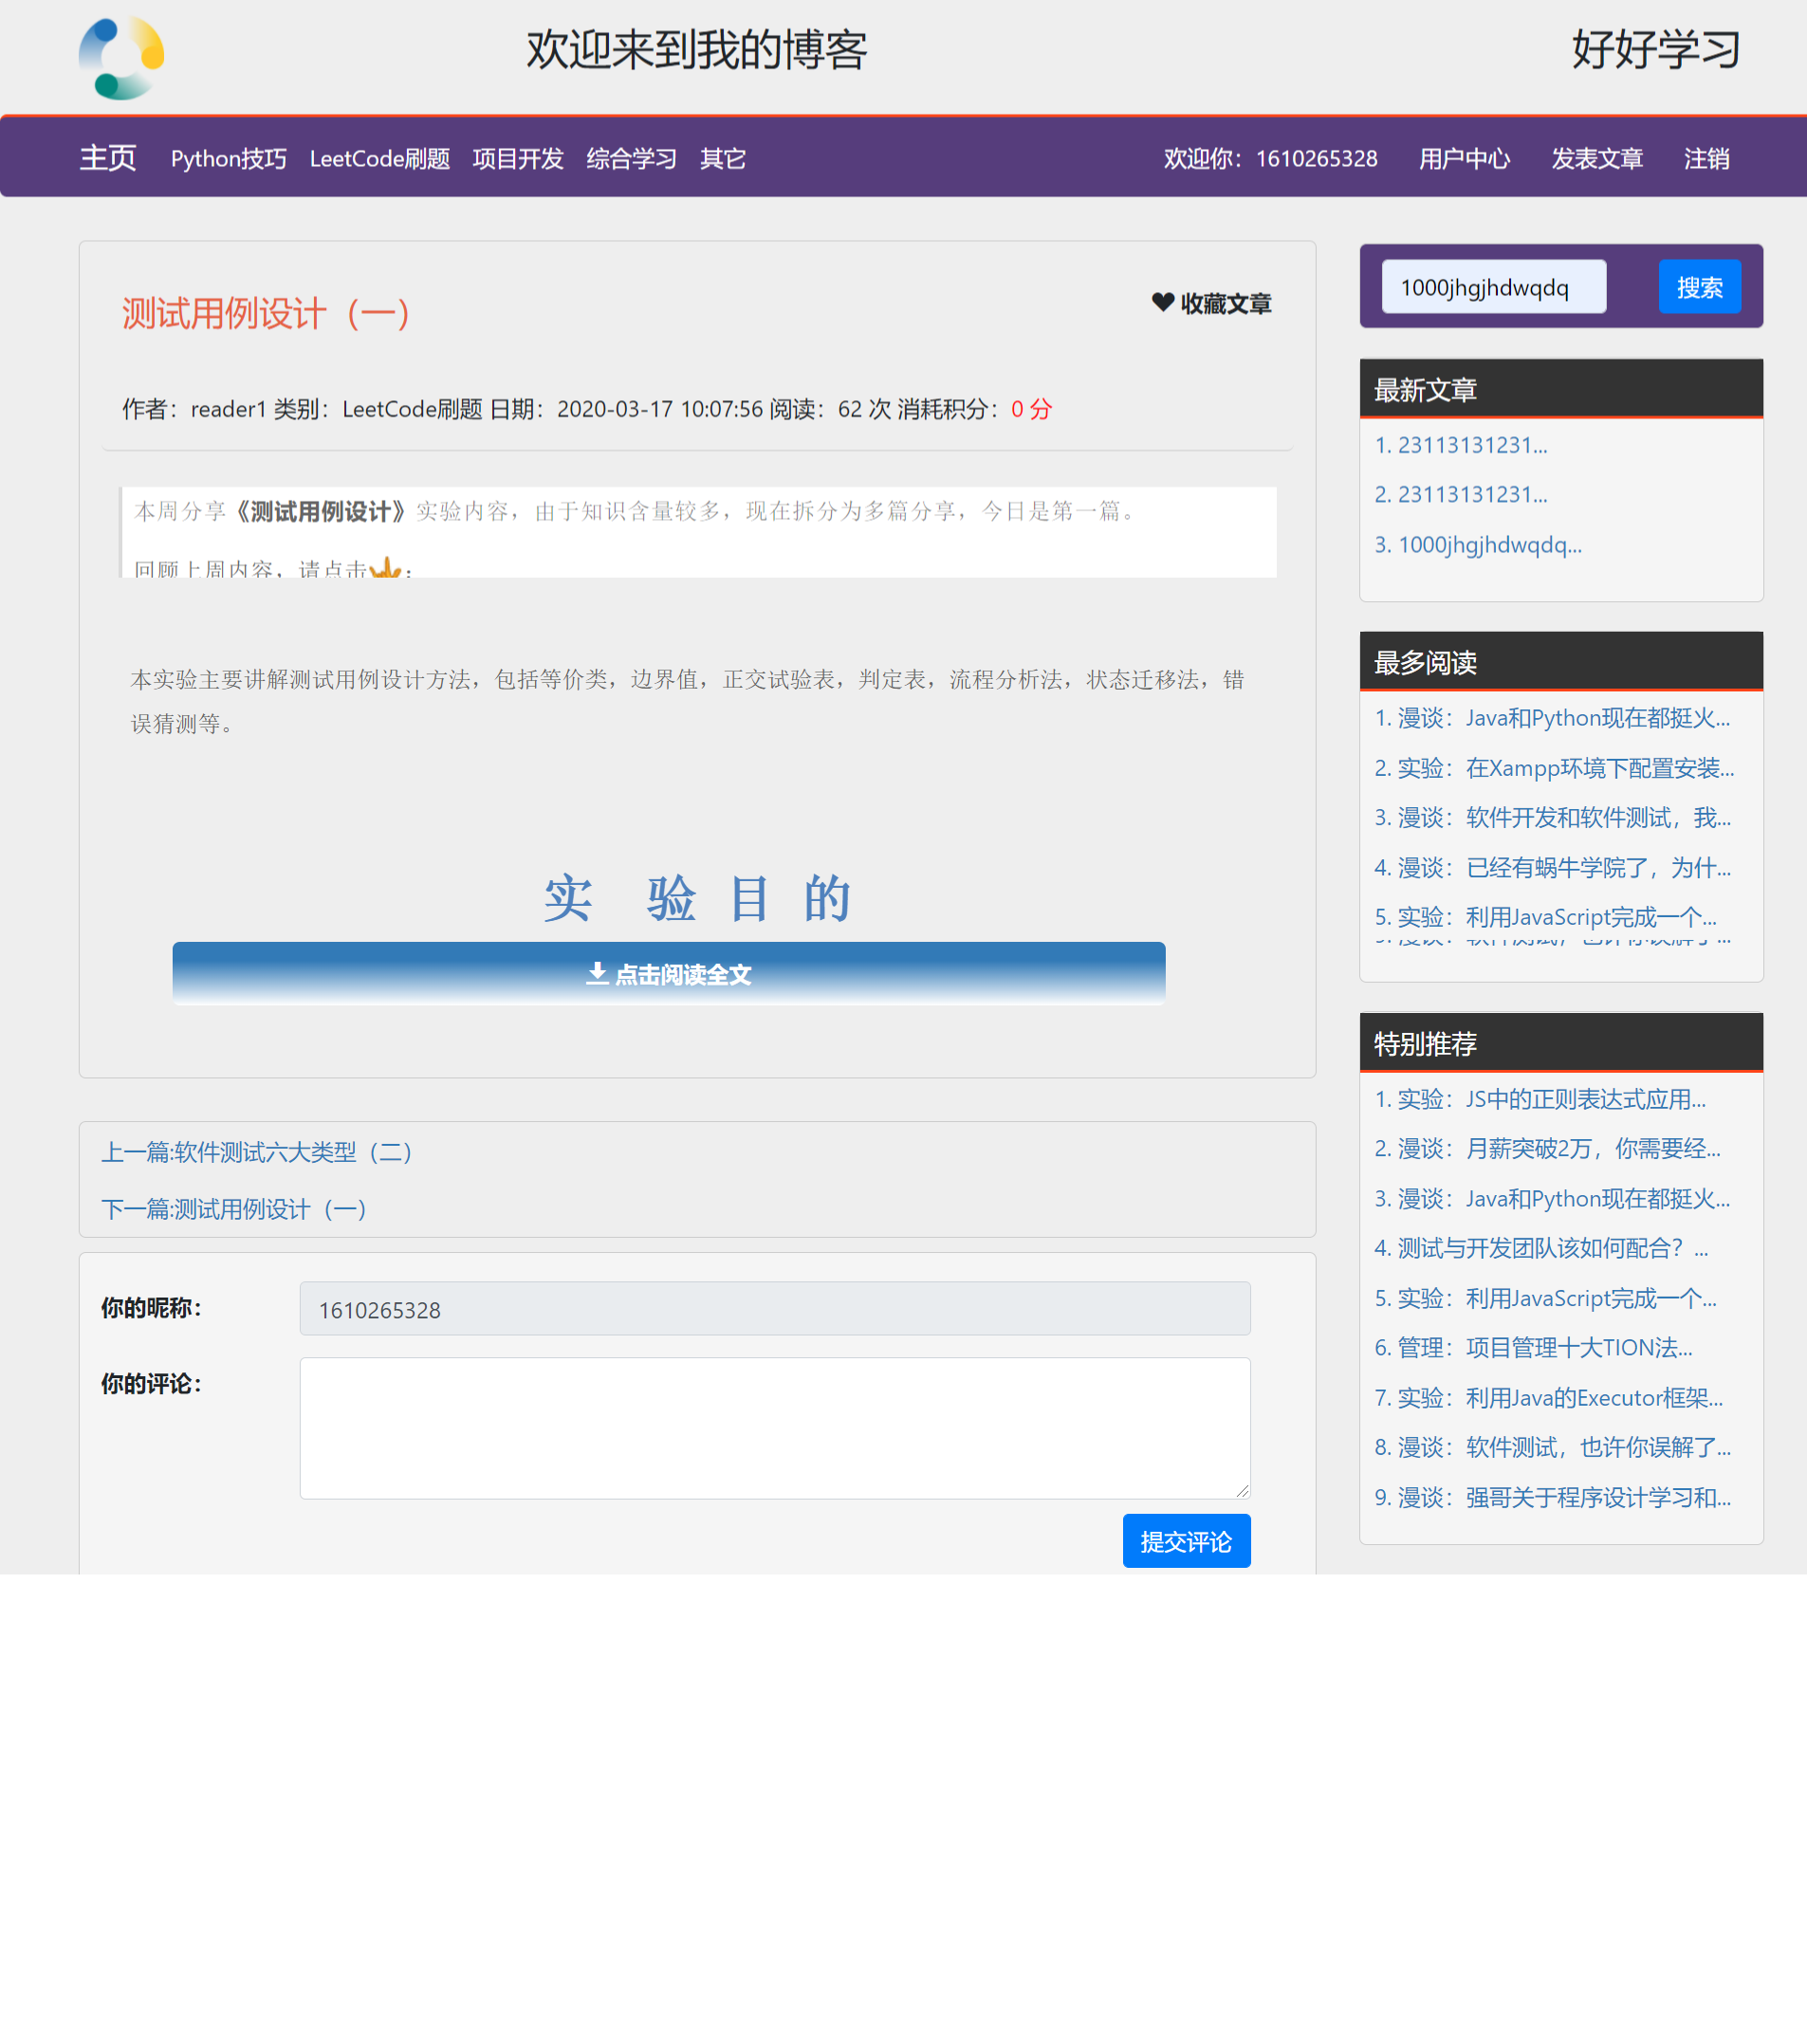 欢迎来到我的博客
好好学习
主页 Python技巧 LeetCode刷题 项目开发 综合学习 其它 欢迎你：1610265328 用户中心 发表文章 注销
测试用例设计（一）
收藏文章
作者：reader1 类别：LeetCode刷题 日期：2020-03-17 10:07:56 阅读：62 次 消耗积分：0 分
本周分享《测试用例设计》实验内容，由于知识含量较多，现在拆分为多篇分享，今日是第一篇。
回顾上周内容，请点击：
本实验主要讲解测试用例设计方法，包括等价类，边界值，正交试验表，判定表，流程分析法，状态迁移法，错
误猜测等。
实 验 目 的
点击阅读全文
上一篇:软件测试六大类型（二）
下一篇:测试用例设计（一）
你的昵称：
1610265328
你的评论：
提交评论
1000jhgjhdwqdq
搜索
最新文章
1. 23113131231...
2. 23113131231...
3. 1000jhgjhdwqdq...
最多阅读
1. 漫谈：Java和Python现在都挺火...
2. 实验：在Xampp环境下配置安装...
3. 漫谈：软件开发和软件测试，我...
4. 漫谈：已经有蜗牛学院了，为什...
5. 实验：利用JavaScript完成一个...
9. 漫谈：软件测试，也许你误解了...
特别推荐
1. 实验：JS中的正则表达式应用...
2. 漫谈：月薪突破2万，你需要经...
3. 漫谈：Java和Python现在都挺火...
4. 测试与开发团队该如何配合？...
5. 实验：利用JavaScript完成一个...
6. 管理：项目管理十大TION法...
7. 实验：利用Java的Executor框架...
8. 漫谈：软件测试，也许你误解了...
9. 漫谈：强哥关于程序设计学习和...